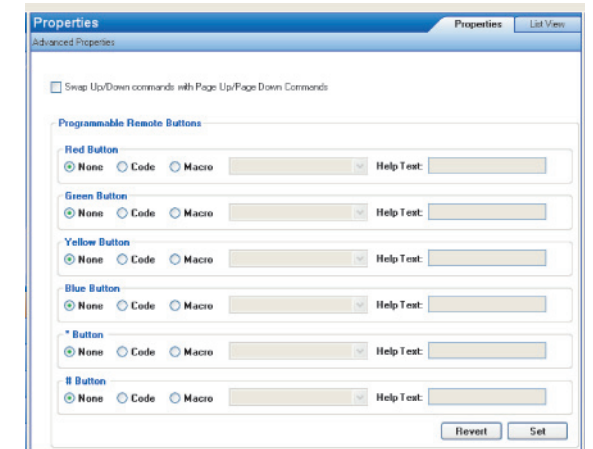 Properties
Properties List View
Advanced Properties
Swap Up/Down commands with Page Up/Page Down Commands
Programmable Remote Buttons
Red Button
None Code Macro Help Text:
Green Button
None Code Macro Help Text:
Yellow Button
None Code Macro Help Text:
Blue Button
None Code Macro Help Text:
* Button
None Code Macro Help Text:
# Button
None Code Macro Help Text:
Revert Set